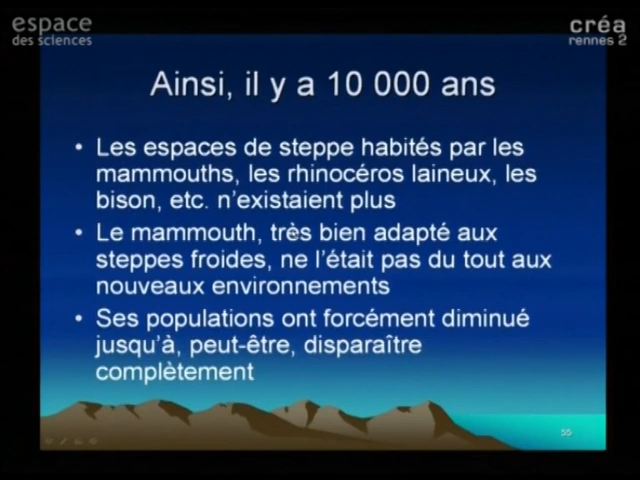 espace
des sciences
créa
rennes 2
Ainsi, il y a 10 000 ans
• Les espaces de steppe habités par les
mammouths, les rhinocéros laineux, les
bison, etc. n'existaient plus
• Le mammouth, très bien adapté aux
steppes froides, ne l'était pas du tout aux
nouveaux environnements
• Ses populations ont forcément diminué
jusqu'à, peut-être, disparaître
complètement
55